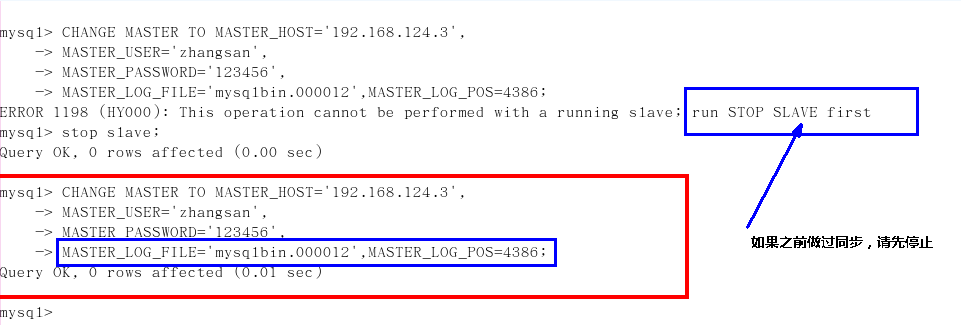 mysql> CHANGE MASTER TO MASTER_HOST='192.168.124.3',
-> MASTER_USER='zhangsan',
-> MASTER_PASSWORD='123456',
-> MASTER_LOG_FILE='mysqlbin.000012',MASTER_LOG_POS=4386;
ERROR 1198 (HY000): This operation cannot be performed with a running slave; run STOP SLAVE first
mysql> stop slave;
Query OK, 0 rows affected (0.00 sec)
mysql> CHANGE MASTER TO MASTER_HOST='192.168.124.3',
-> MASTER_USER='zhangsan',
-> MASTER_PASSWORD='123456',
-> MASTER_LOG_FILE='mysqlbin.000012',MASTER_LOG_POS=4386;
如果之前做过同步，请先停止
Query OK, 0 rows affected (0.01 sec)
mysql>